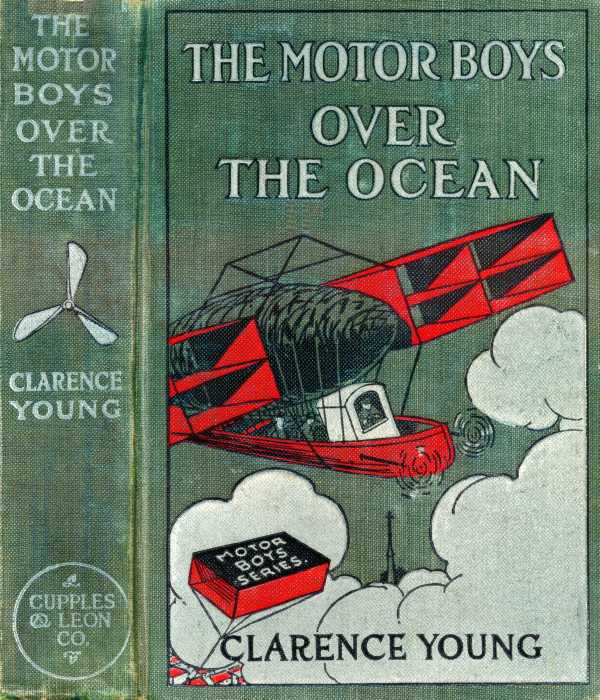 THE
MOTOR
BOYS
OVER
THE
OCEAN
CLARENCE
YOUNG
CUPPLES
& LEON
CO.
THE MOTOR BOYS
OVER
THE OCEAN
MOTOR
BOYS
SERIES.
CLARENCE YOUNG